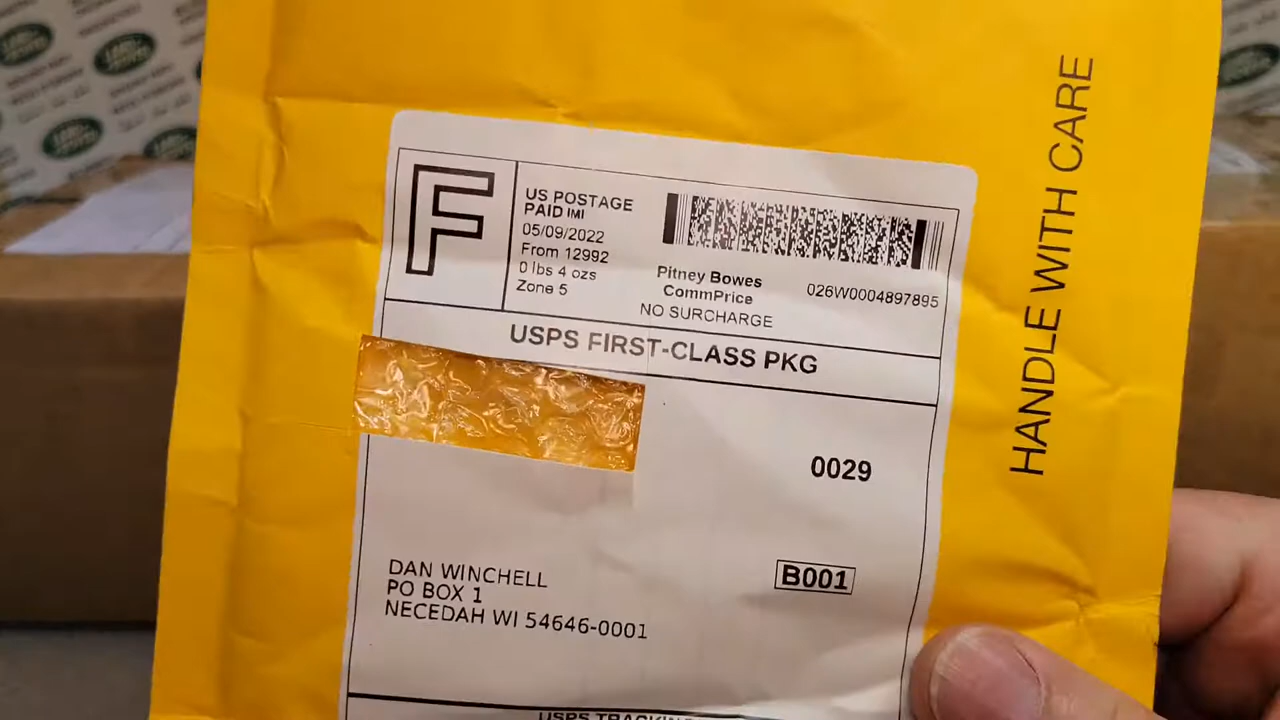 F
US POSTAGE
PAID IMI
05/09/2022
From 12992
0 lbs 4 ozs
Zone 5
Pitney Bowes
CommPrice
NO SURCHARGE
026W0004897895
USPS FIRST-CLASS PKG
0029
B001
DAN WINCHELL
PO BOX 1
NECEDAH WI 54646-0001
USPS TRACKING
HANDLE WITH CARE